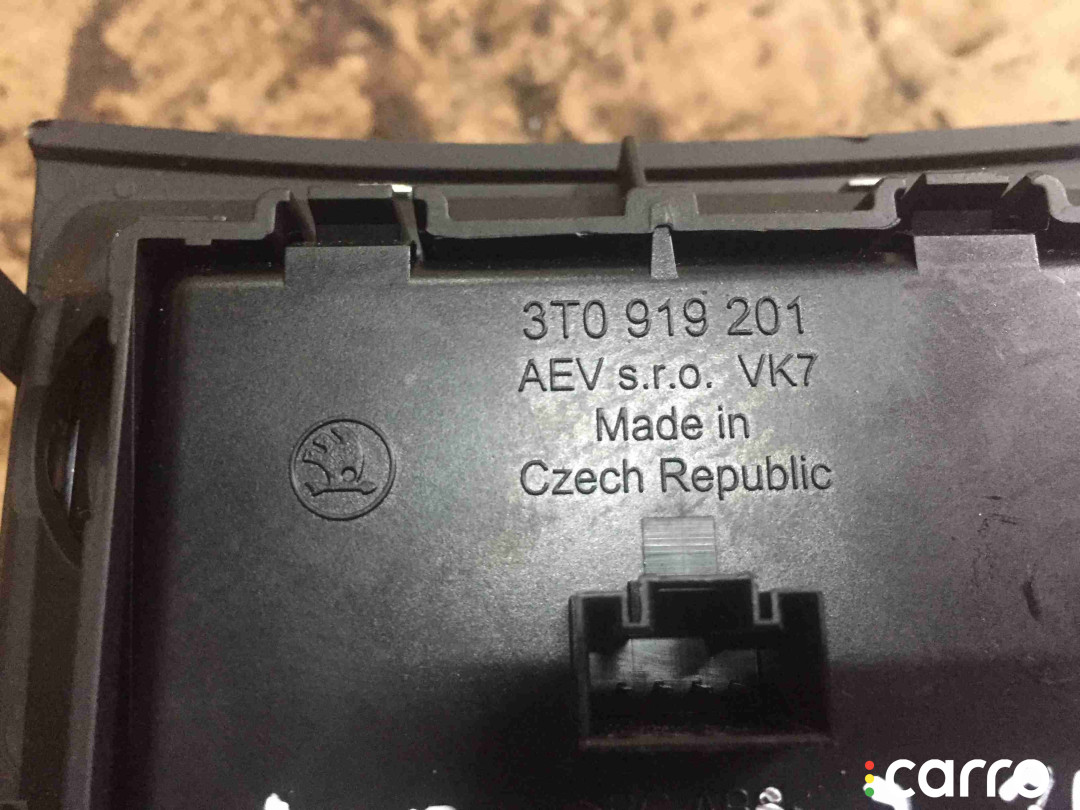 3T0 919 201
AEV s.r.o. VK7
Made in
Czech Republic
carro